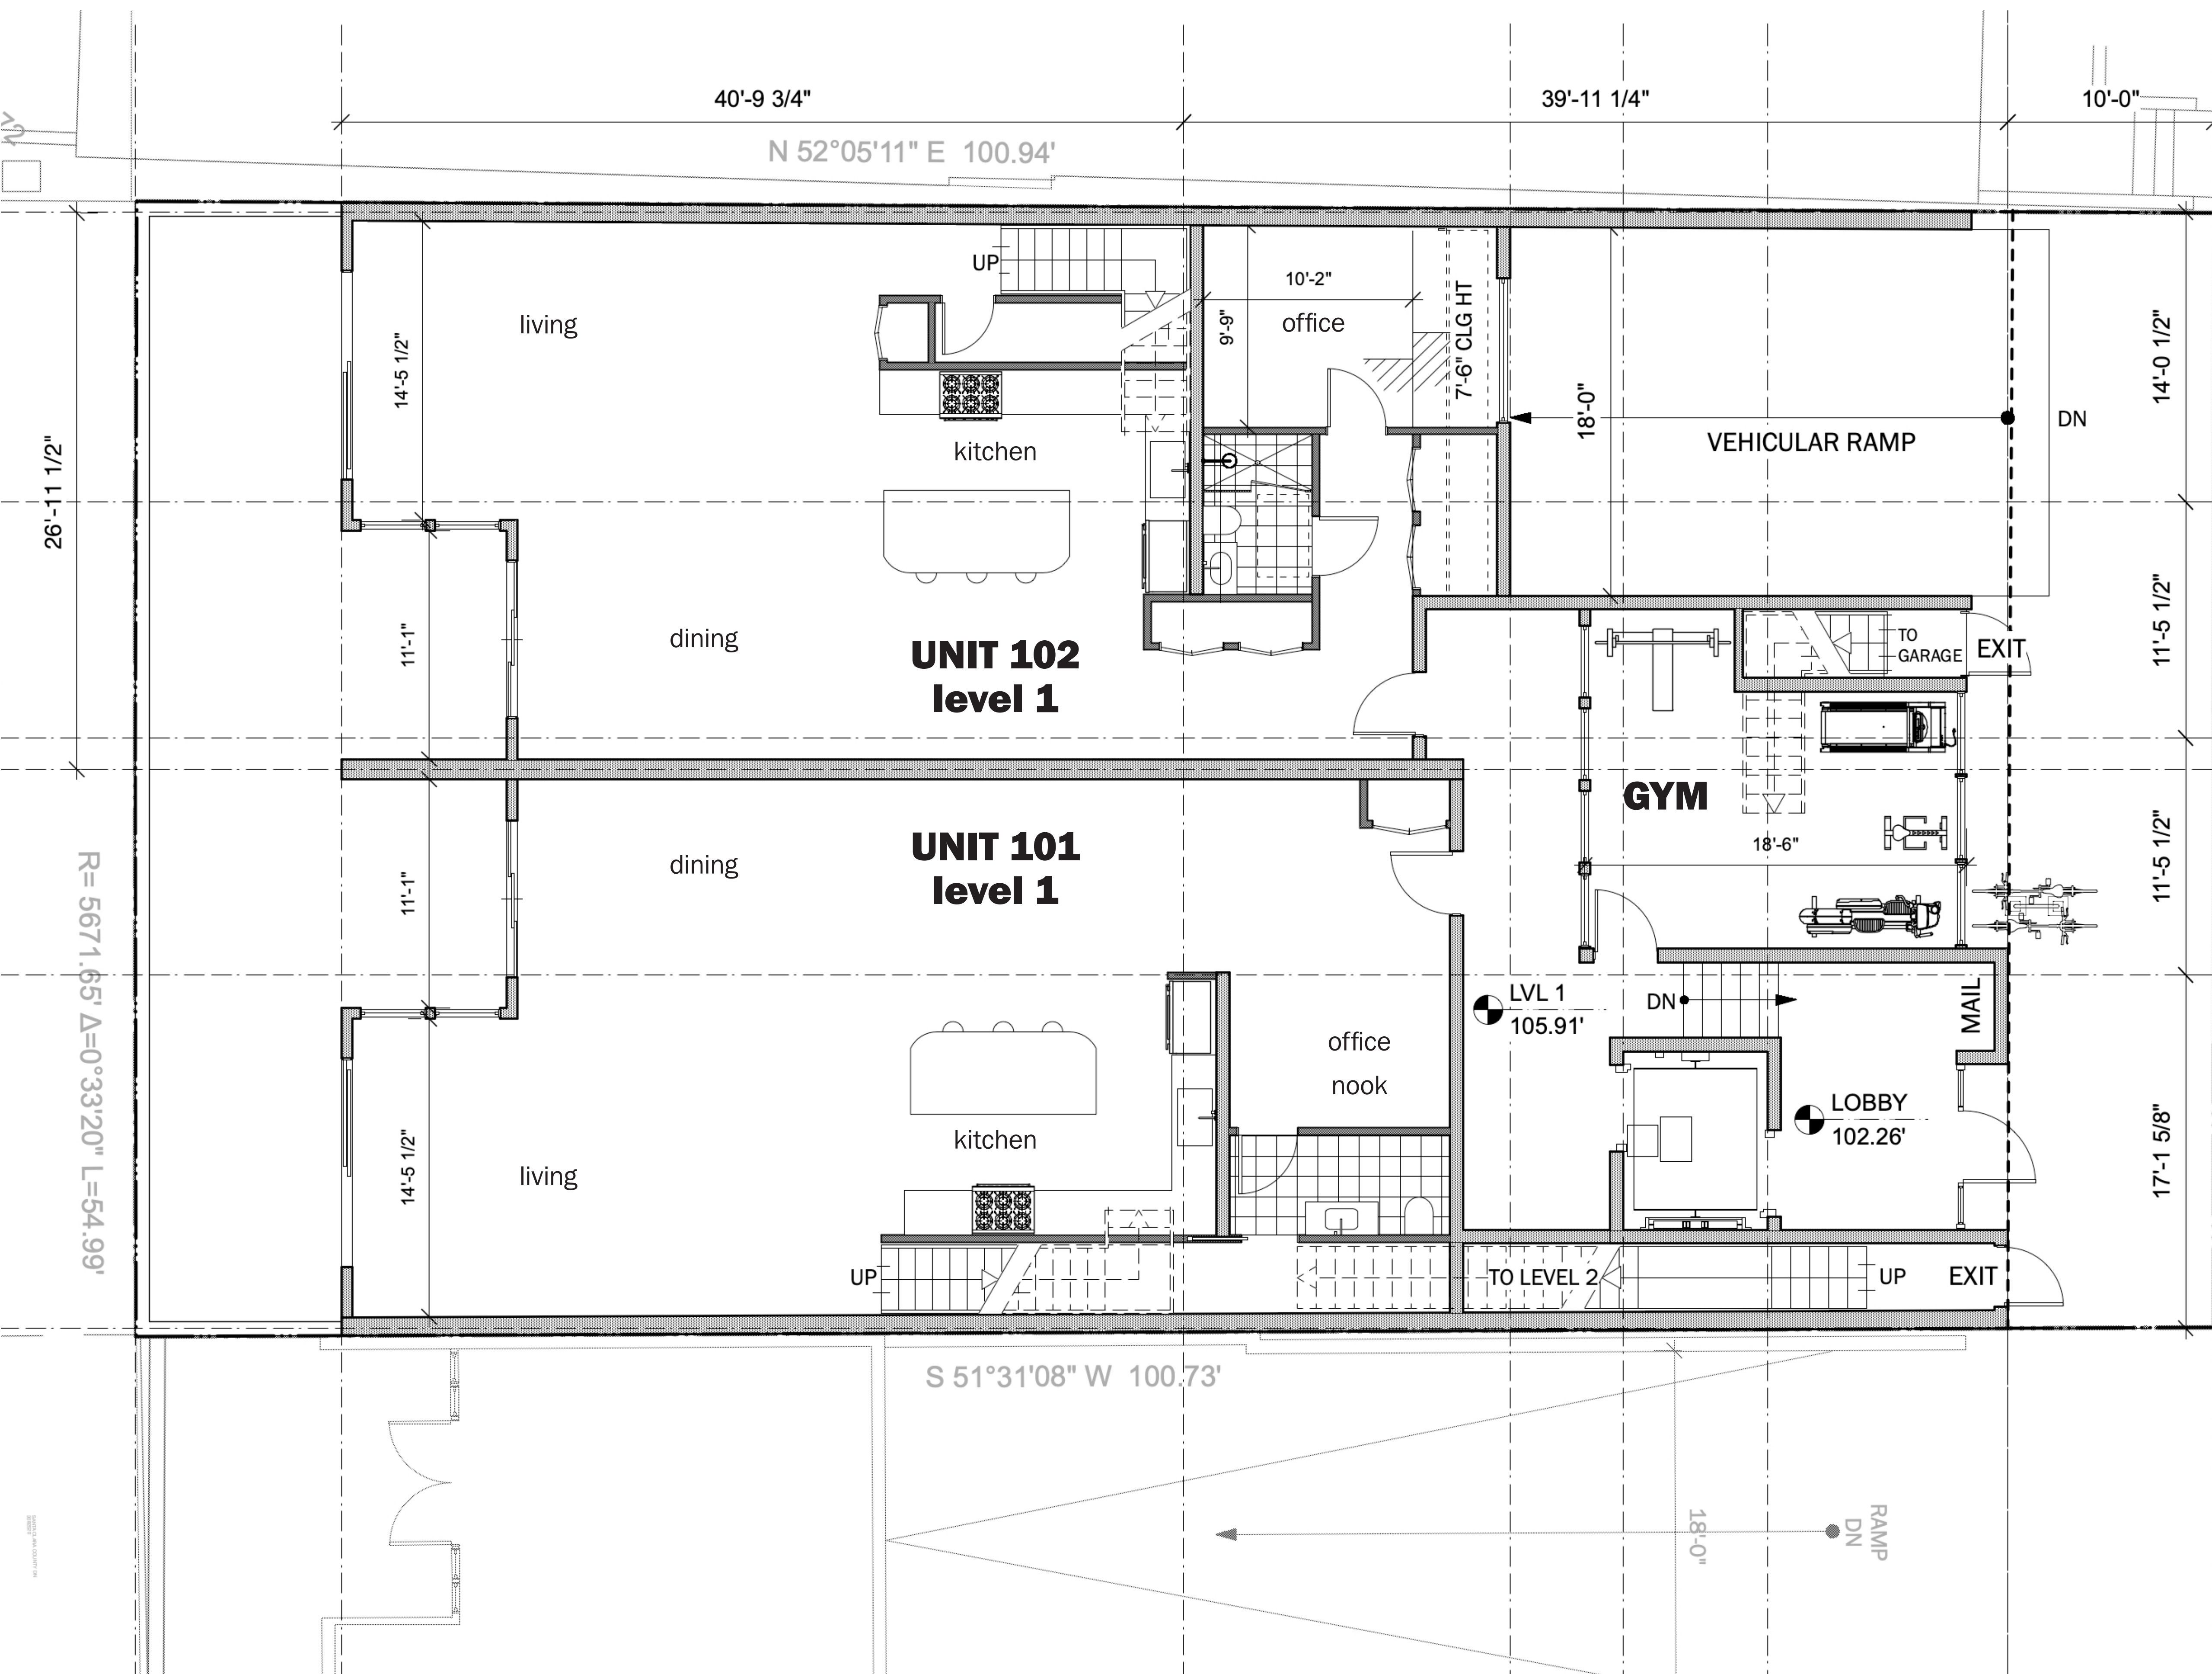 40'-9 3/4"
39'-11 1/4"
10'-0"
N 52°05'11" E 100.94'
UP
living
14'-5 1/2"
10'-2"
office
9'-9"
7'-6" CLG HT
18'-0"
VEHICULAR RAMP
DN
14'-0 1/2"
26'-11 1/2"
kitchen
11'-1"
dining
UNIT 102
level 1
TO
GARAGE
EXIT
11'-5 1/2"
GYM
18'-6"
11'-5 1/2"
UNIT 101
level 1
dining
11'-1"
R= 5671.65' Δ=0°33'20" L=54.99'
LVL 1
105.91'
DN
MAIL
office
nook
kitchen
living
14'-5 1/2"
LOBBY
102.26'
17'-1 5/8"
UP
TO LEVEL 2
UP
EXIT
S 51°31'08" W 100.73'
18'-0"
RAMP
DN